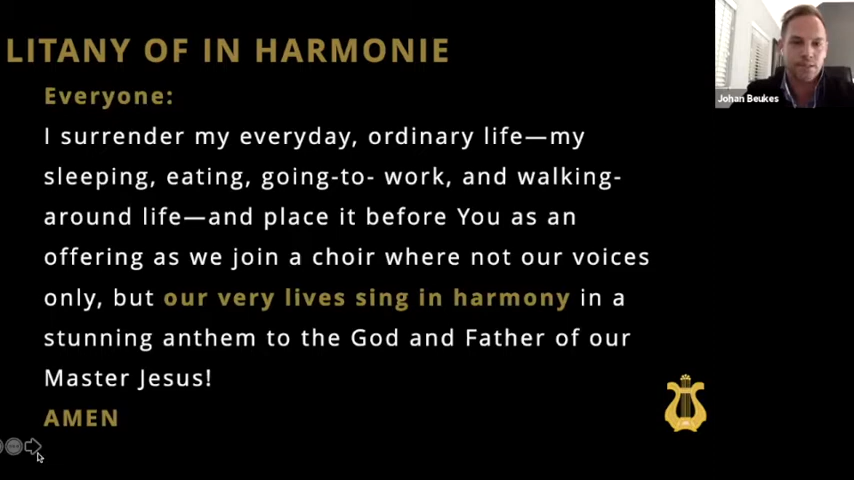 LITANY OF IN HARMONIE
Everyone:
I surrender my everyday, ordinary life—my
sleeping, eating, going-to- work, and walking-
around life—and place it before You as an
offering as we join a choir where not our voices
only, but our very lives sing in harmony in a
stunning anthem to the God and Father of our
Master Jesus!
AMEN
Johan Beukes